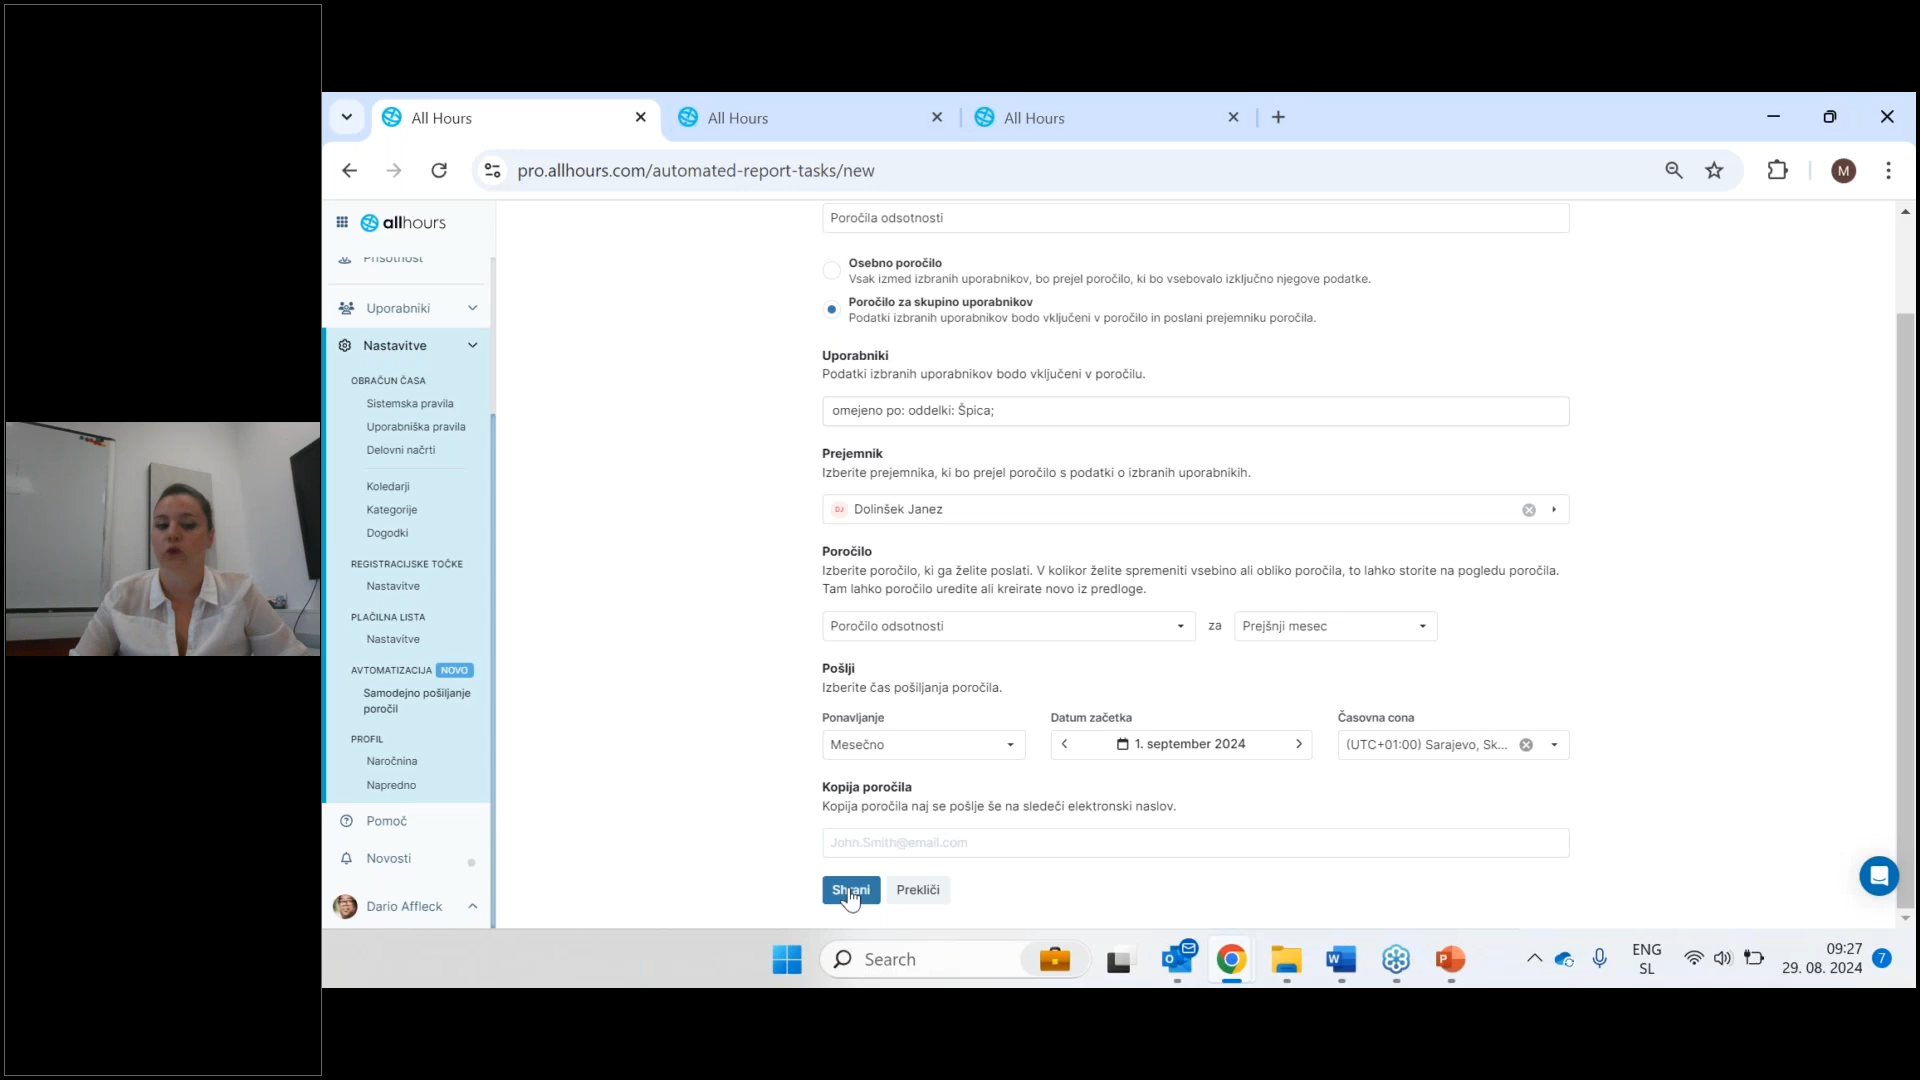 All Hours
All Hours
All Hours
pro.allhours.com/automated-report-tasks/new
M
allhours
Prisotnost
Uporabniki
Nastavitve
OBRAČUN ČASA
Sistemska pravila
Uporabniška pravila
Delovni načrti
Koledarji
Kategorije
Dogodki
REGISTRACIJSKE TOČKE
Nastavitve
PLAČILNA LISTA
Nastavitve
AVTOMATIZACIJA NOVO
Samodejno pošiljanje
poročil
PROFIL
Naročnina
Napredno
Pomoč
Novosti
Dario Affleck
Poročila odsotnosti
Osebno poročilo
Vsak izmed izbranih uporabnikov, bo prejel poročilo, ki bo vsebovalo izključno njegove podatke.
Poročilo za skupino uporabnikov
Podatki izbranih uporabnikov bodo vključeni v poročilo in poslani prejemniku poročila.
Uporabniki
Podatki izbranih uporabnikov bodo vključeni v poročilu.
omejeno po: oddelki: Špica;
Prejemnik
Izberite prejemnika, ki bo prejel poročilo s podatki o izbranih uporabnikih.
DJ Dolinšek Janez
Poročilo
Izberite poročilo, ki ga želite poslati. V kolikor želite spremeniti vsebino ali obliko poročila, to lahko storite na pogledu poročila.
Tam lahko poročilo uredite ali kreirate novo iz predloge.
Poročilo odsotnosti za Prejšnji mesec
Pošlji
Izberite čas pošiljanja poročila.
Ponavljanje Datum začetka Časovna cona
Mesečno 1. september 2024 (UTC+01:00) Sarajevo, Sk...
Kopija poročila
Kopija poročila naj se pošlje še na sledeči elektronski naslov.
John.Smith@email.com
Shrani Prekliči
Search
ENG
SL
09:27
29. 08. 2024
7